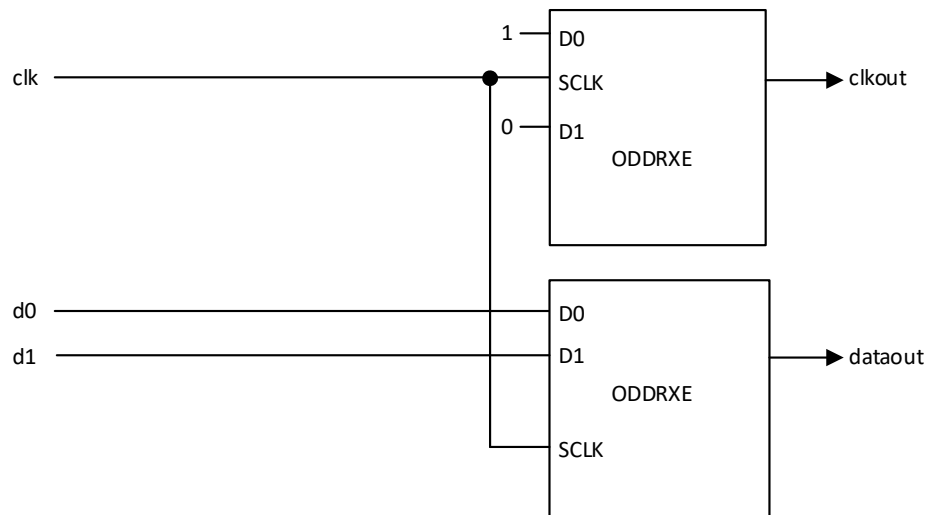 1
D0
clk
SCLK
clkout
0
D1
ODDRXE
d0
D0
d1
D1
dataout
ODDRXE
SCLK